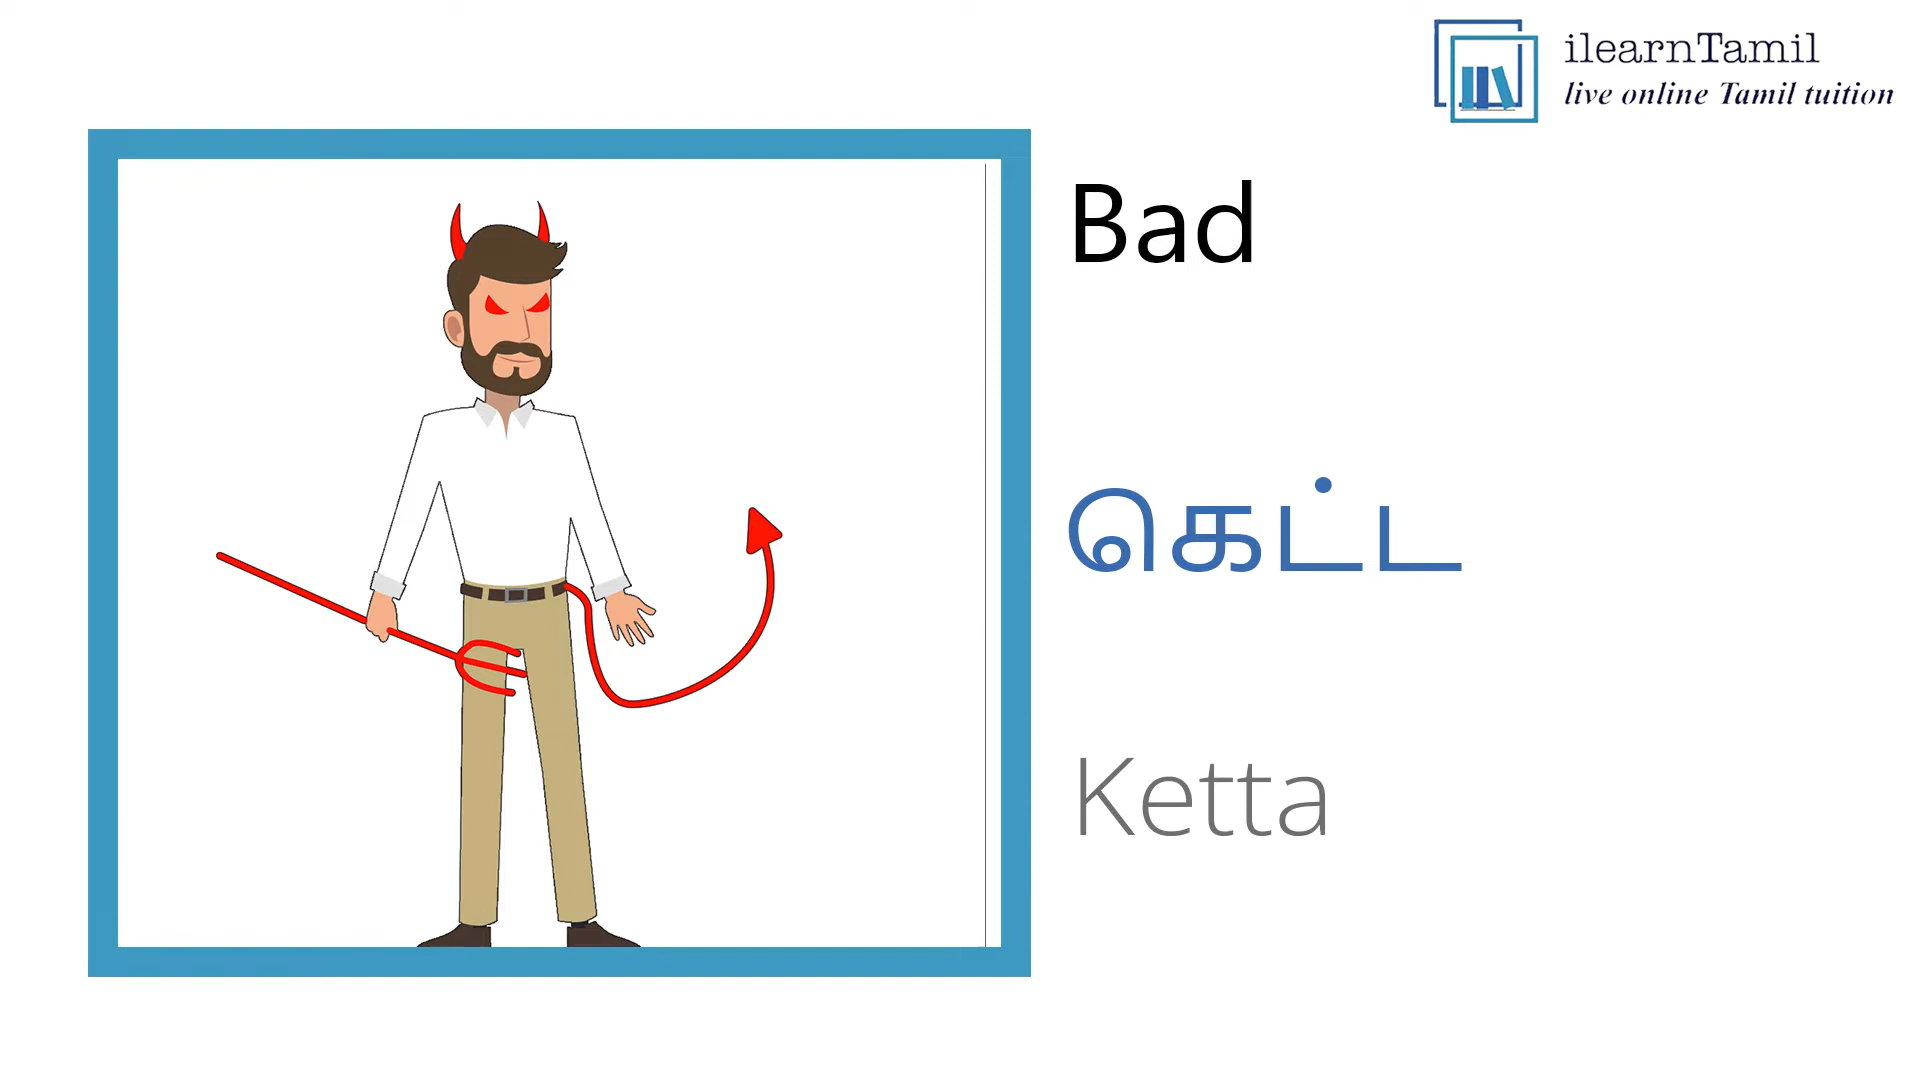 ilearnTamil
live online Tamil tuition
Bad
கெட்ட
Ketta